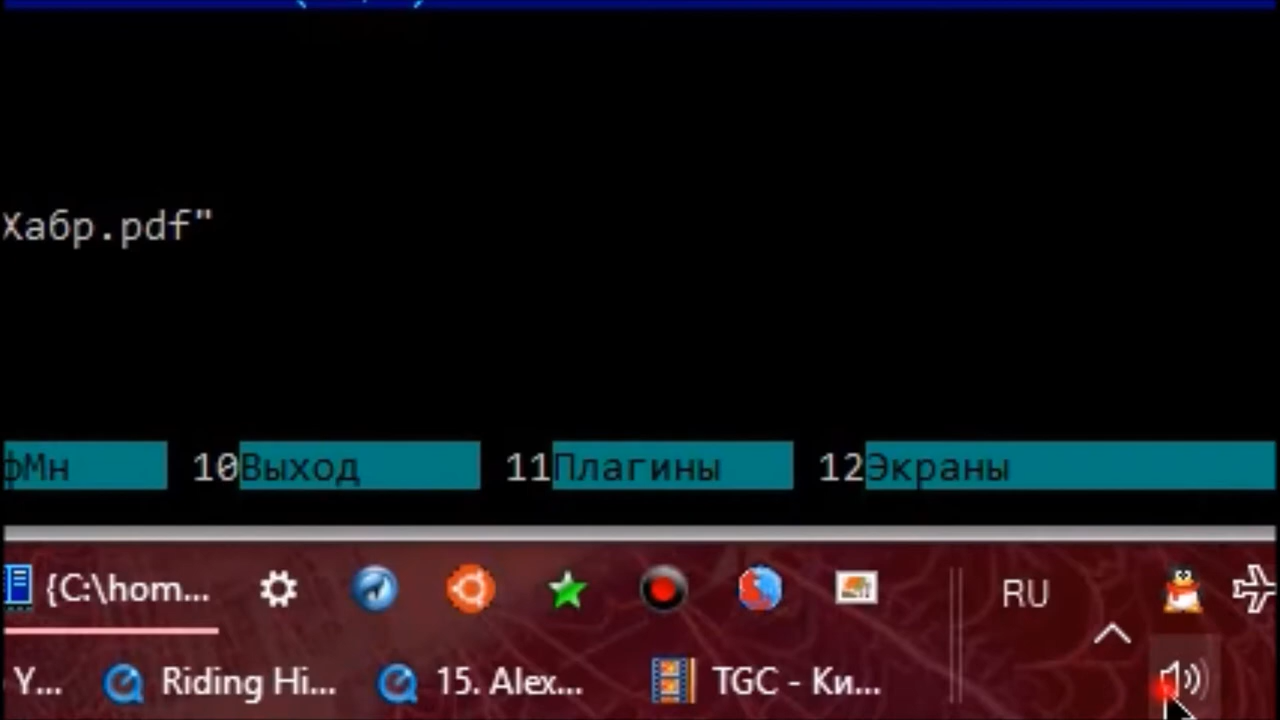 Хабр.pdf"
фМн 10Выход 11Плагины 12Экраны
{C:\hom... RU
Y... Riding Hi... 15. Alex... TGC - Ки...